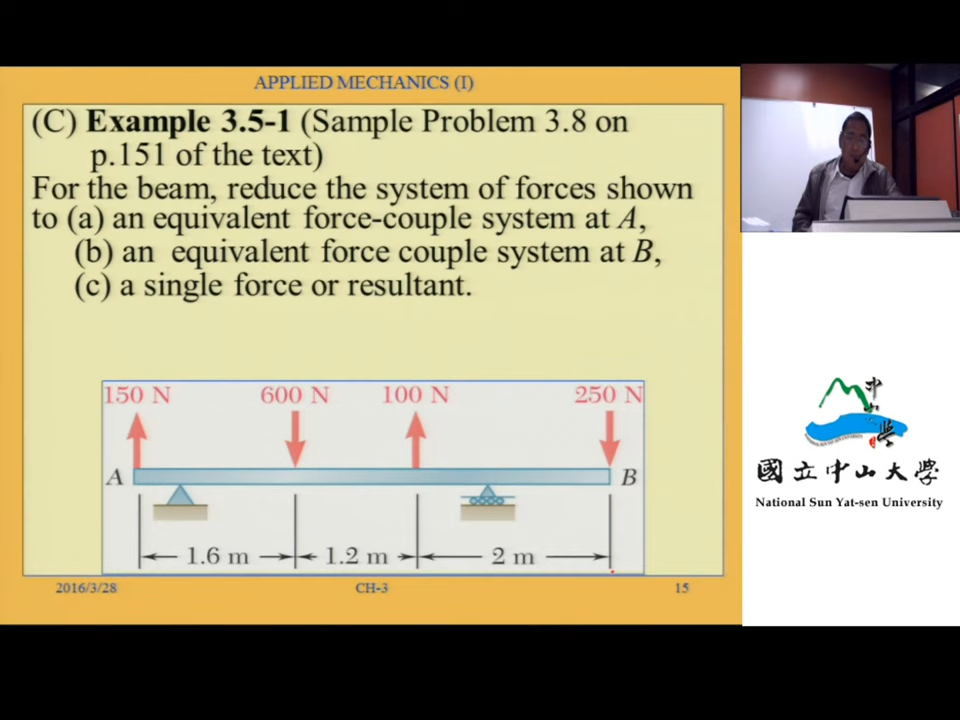 APPLIED MECHANICS (I)
(C) Example 3.5-1 (Sample Problem 3.8 on
p.151 of the text)
For the beam, reduce the system of forces shown
to (a) an equivalent force-couple system at A,
(b) an equivalent force couple system at B,
(c) a single force or resultant.
150 N 600 N 100 N 250 N
A B
1.6 m 1.2 m 2 m
2016/3/28 CH-3 15
國立中山大學
National Sun Yat-sen University